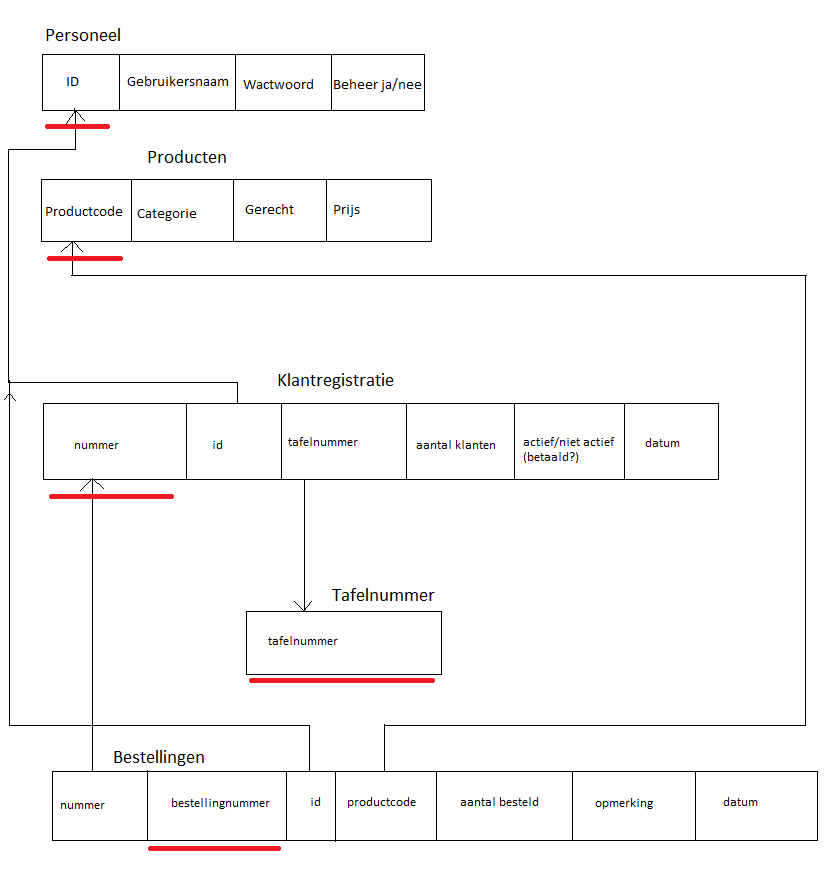 Personeel
ID
Gebruikersnaam
Wactwoord
Beheer ja/nee
Producten
Productcode
Categorie
Gerecht
Prijs
Klantregistratie
nummer
id
tafelnummer
aantal klanten
actief/niet actief
(betaald?)
datum
Tafelnummer
tafelnummer
Bestellingen
nummer
bestellingnummer
id
productcode
aantal besteld
opmerking
datum